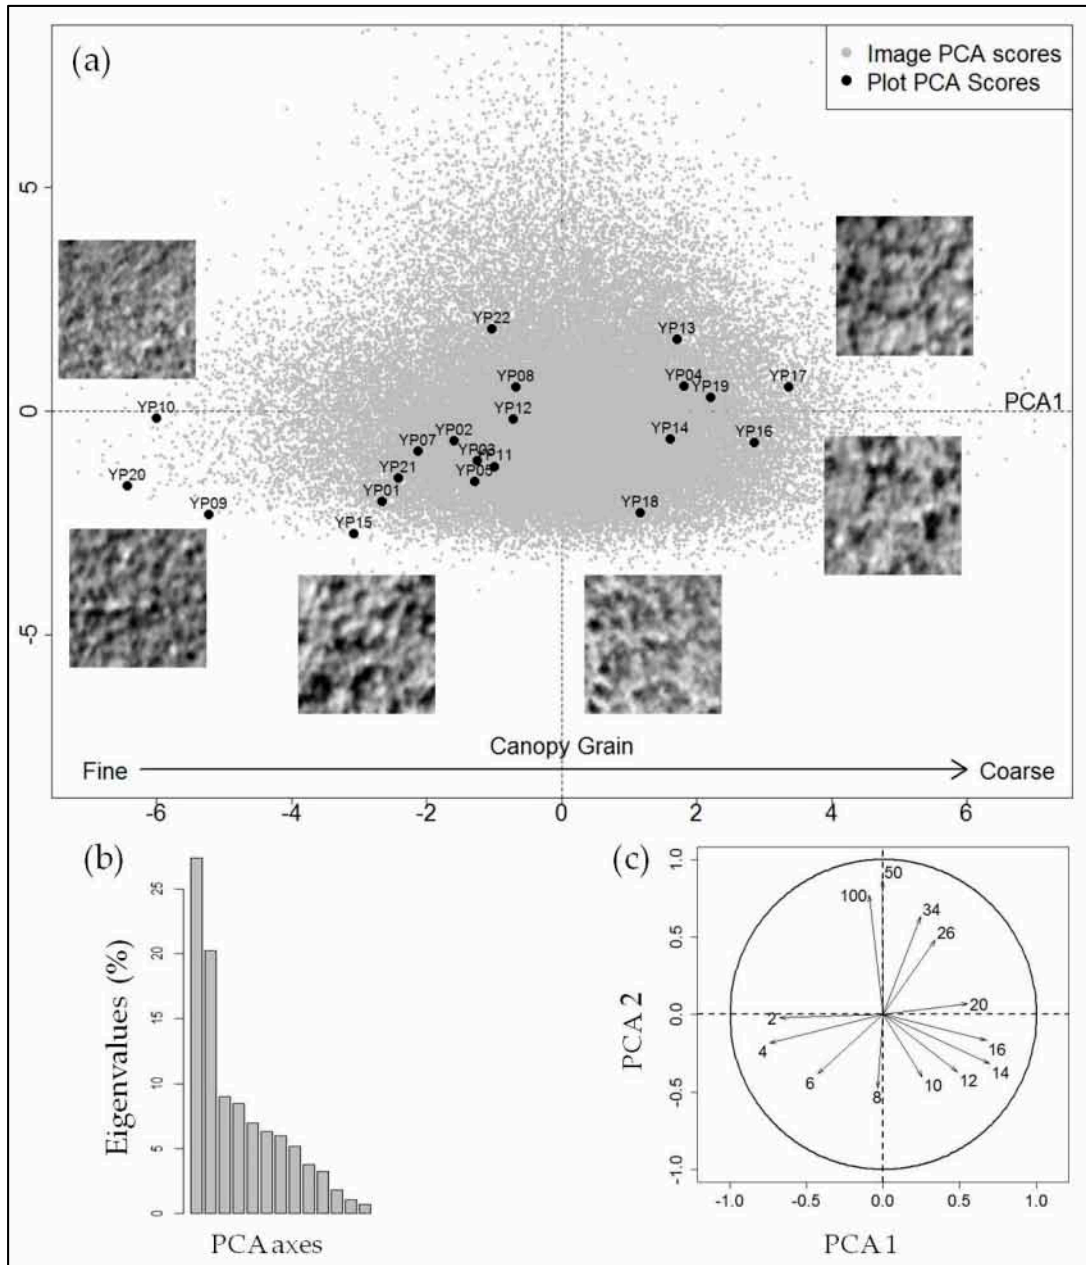 (a)
Image PCA scores
Plot PCA Scores
5
0
-5
YP22
YP13
YP08
YP04
YP19
YP17
PCA1
YP10
YP12
YP02
YP14
YP16
YP07
YP03
YP11
YP21
YP05
YP20
YP01
YP09
YP15
YP18
Canopy Grain
Fine
Coarse
-6 -4 -2 0 2 4 6
(b)
Eigenvalues (%)
0 5 10 15 20 25
PCA axes
(c)
PCA 2
1.0
0.5
0.0
-0.5
-1.0
50
100
34
26
20
2
4
16
14
12
6
10
8
-1.0 -0.5 0.0 0.5 1.0
PCA 1